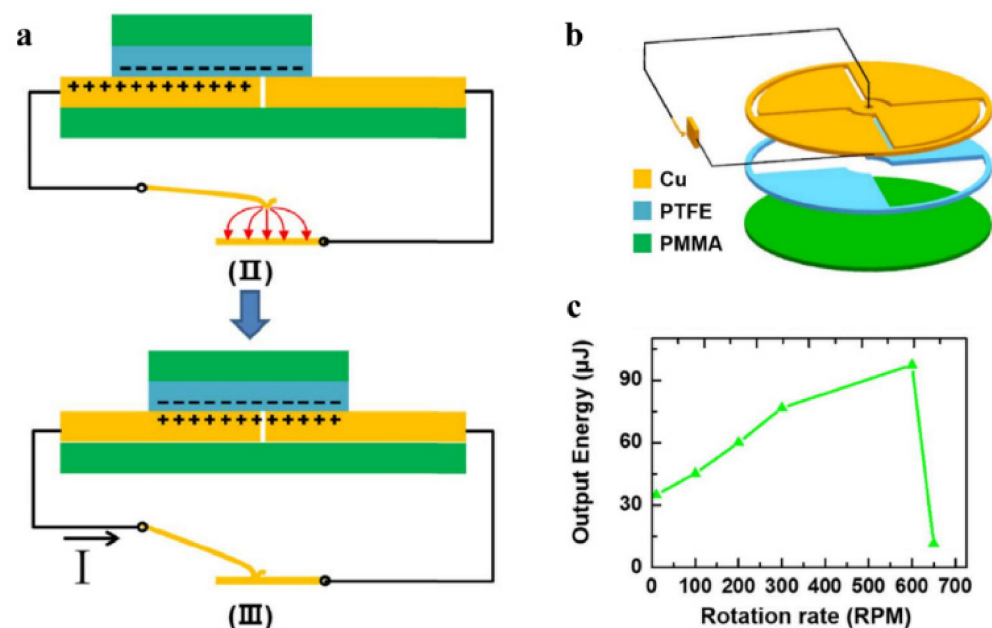 a
+++++++++++
(II)
++++++++++++
I
(III)
b
Cu
PTFE
PMMA
c
Output Energy (µJ)
90
60
30
0
0 100 200 300 400 500 600 700
Rotation rate (RPM)